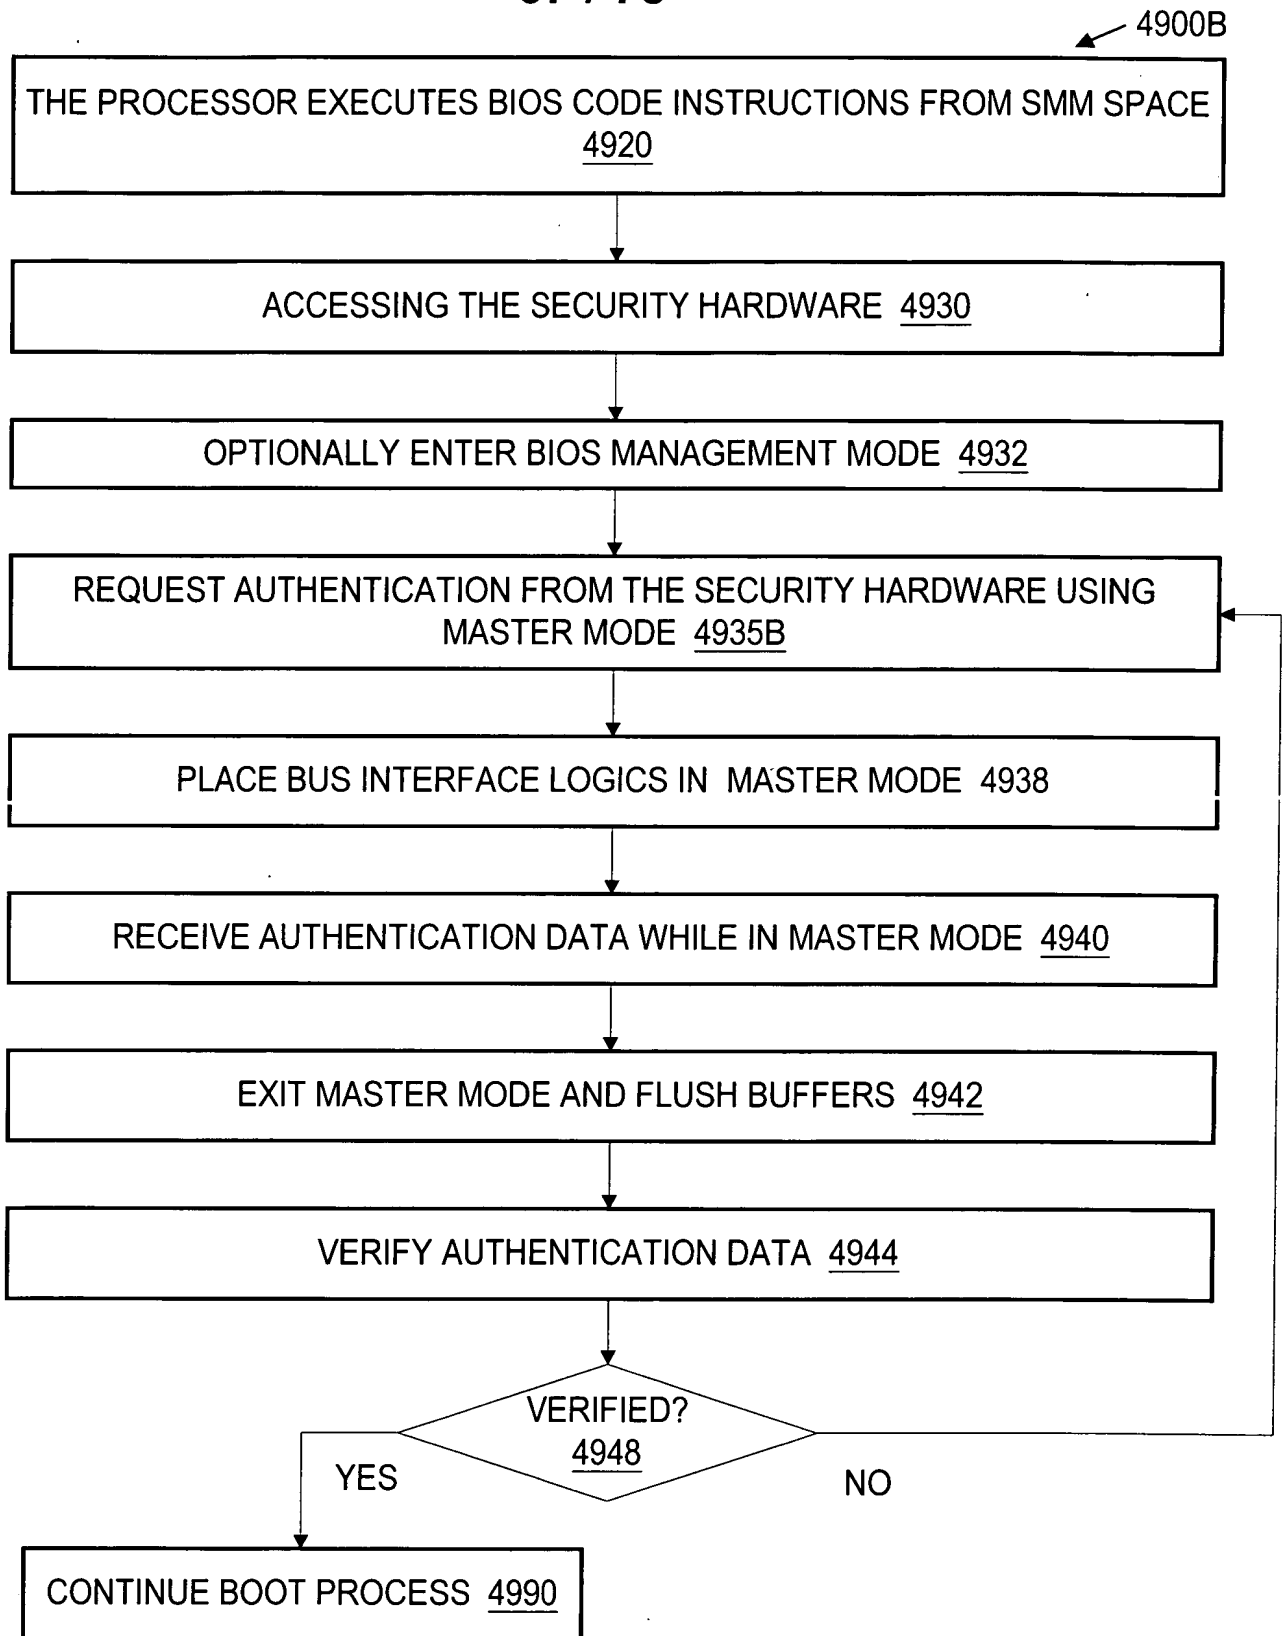 4900B
THE PROCESSOR EXECUTES BIOS CODE INSTRUCTIONS FROM SMM SPACE
4920
ACCESSING THE SECURITY HARDWARE 4930
OPTIONALLY ENTER BIOS MANAGEMENT MODE 4932
REQUEST AUTHENTICATION FROM THE SECURITY HARDWARE USING
MASTER MODE 4935B
PLACE BUS INTERFACE LOGICS IN MASTER MODE 4938
RECEIVE AUTHENTICATION DATA WHILE IN MASTER MODE 4940
EXIT MASTER MODE AND FLUSH BUFFERS 4942
VERIFY AUTHENTICATION DATA 4944
VERIFIED?
4948
YES
NO
CONTINUE BOOT PROCESS 4990